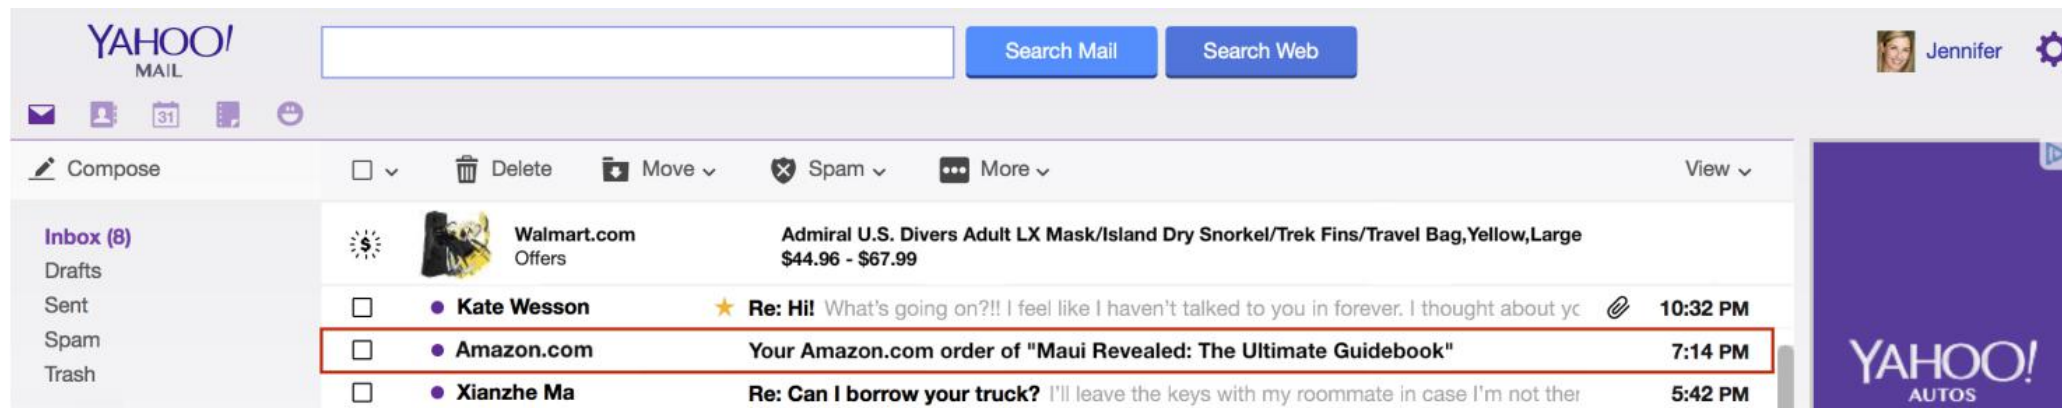 YAHOO!
MAIL
Search Mail
Search Web
Jennifer
31
Compose
Delete
Move
Spam
More
View
Inbox (8)
Drafts
Sent
Spam
Trash
$
Walmart.com
Offers
Admiral U.S. Divers Adult LX Mask/Island Dry Snorkel/Trek Fins/Travel Bag,Yellow,Large
$44.96 - $67.99
Kate Wesson Re: Hi! What's going on?!! I feel like I haven't talked to you in forever. I thought about yc 10:32 PM
Amazon.com Your Amazon.com order of "Maui Revealed: The Ultimate Guidebook" 7:14 PM
Xianzhe Ma Re: Can I borrow your truck? I'll leave the keys with my roommate in case I'm not ther 5:42 PM
YAHOO!
AUTOS